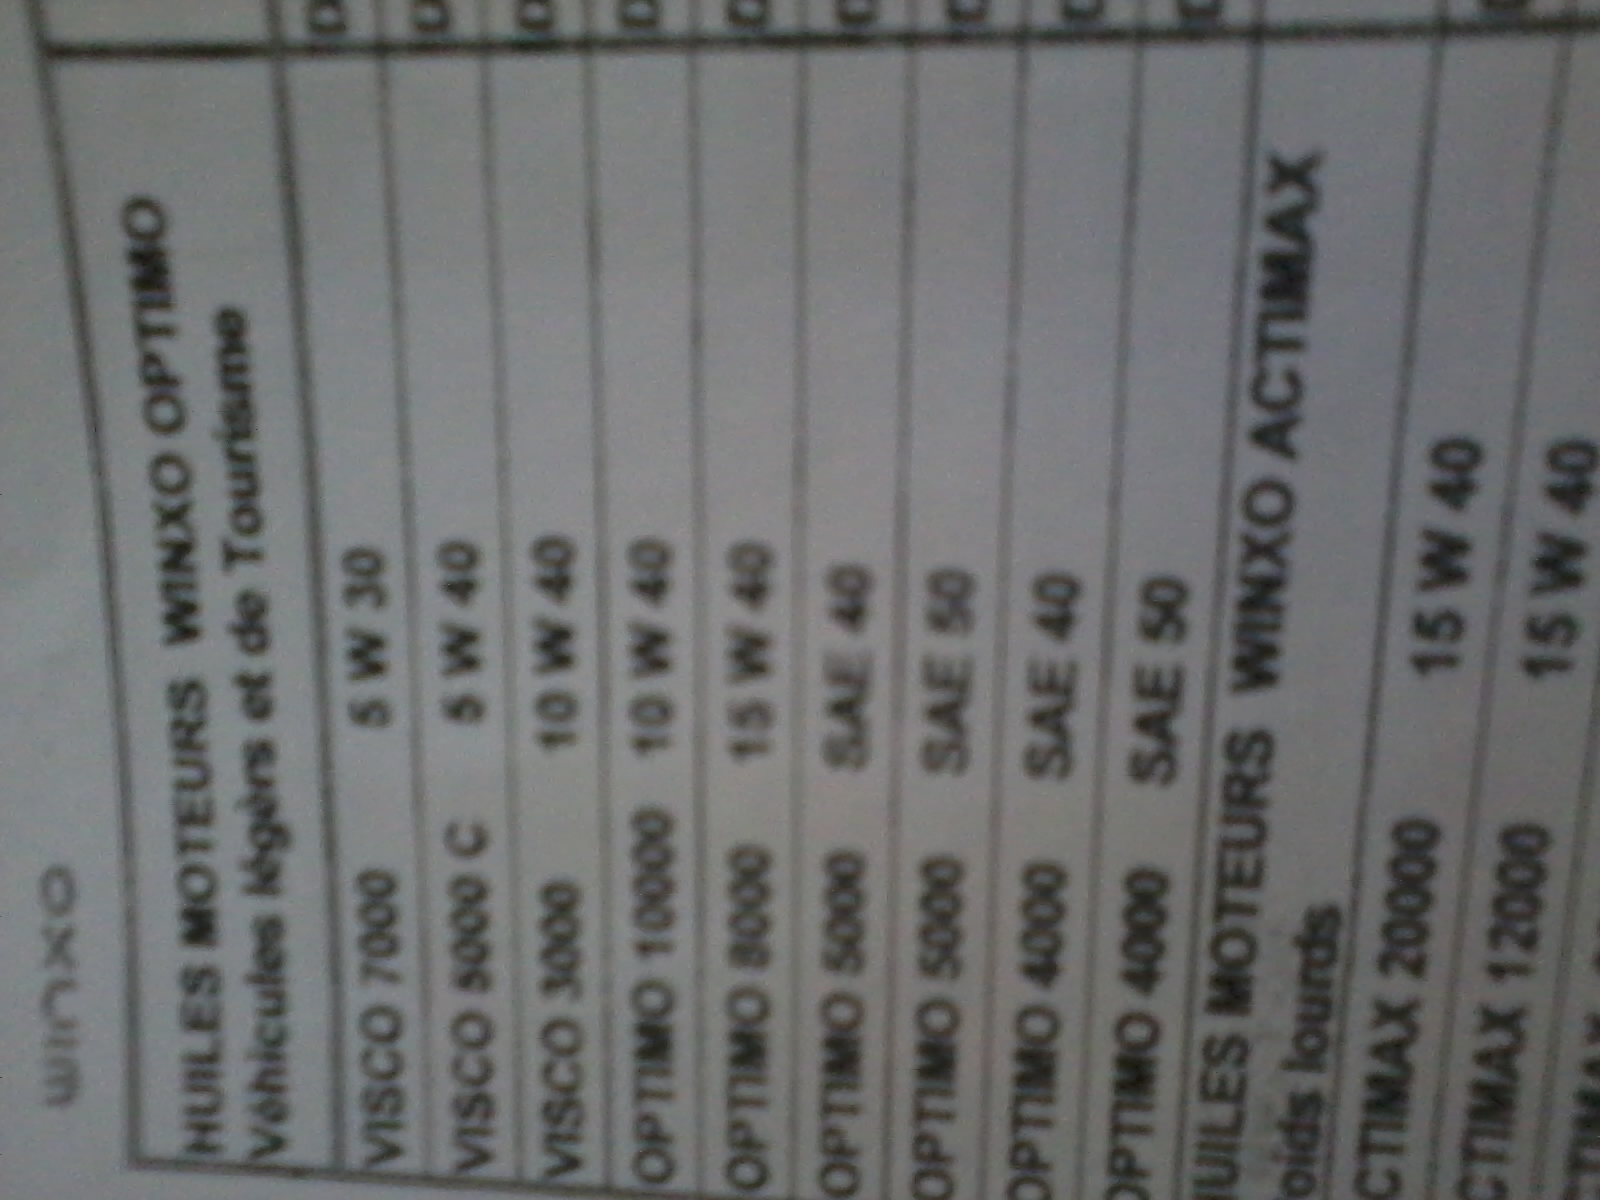 winxo
HUILES MOTEURS WINXO OPTIMO
Véhicules légèrs et de Tourisme
VISCO 7000 5 W 30
VISCO 5000 C 5 W 40
VISCO 3000 10 W 40
OPTIMO 10000 10 W 40
OPTIMO 8000 15 W 40
OPTIMO 5000 SAE 40
OPTIMO 5000 SAE 50
OPTIMO 4000 SAE 40
OPTIMO 4000 SAE 50
UILES MOTEURS WINXO ACTIMAX
oids lourds
CTIMAX 20000 15 W 40
CTIMAX 12000 15 W 40